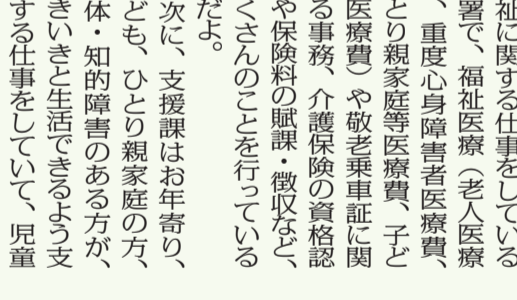 祉に関する仕事をしている
署で、福祉医療（老人医療
、重度心身障害者医療費、
とり親家庭等医療費、子ど
医療費）や敬老乗車証に関
る事務、介護保険の資格認
や保険料の賦課・徴収など、
くさんのことを行っている
だよ。
次に、支援課はお年寄り、
ども、ひとり親家庭の方、
体・知的障害のある方が、
きいきと生活できるよう支
する仕事をしていて、児童